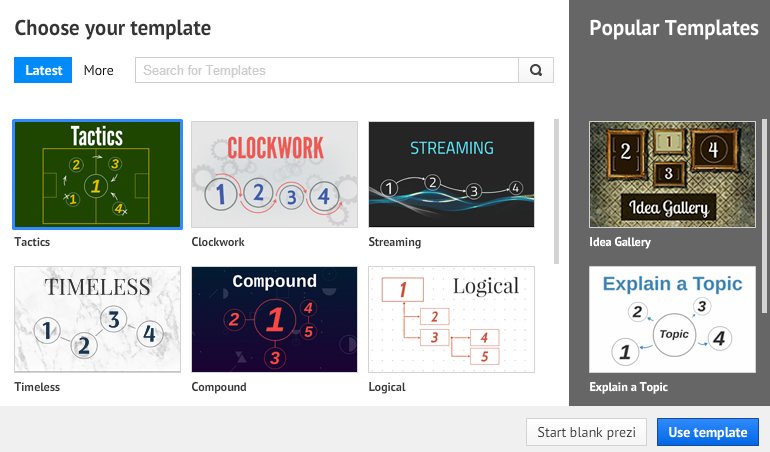 Choose your template
Popular Templates
Latest
More
Search for Templates
Tactics
2
3
1
1
4
Tactics
CLOCKWORK
1
2
3
4
Clockwork
STREAMING
1
2
3
4
Streaming
2
1
4
3
Idea Gallery
Idea Gallery
TIMELESS
1
2
3
4
Timeless
Compound
2
1
4
5
3
Compound
Logical
1
2
3
4
5
Logical
Explain a Topic
2
3
Topic
1
4
Explain a Topic
Start blank prezi
Use template